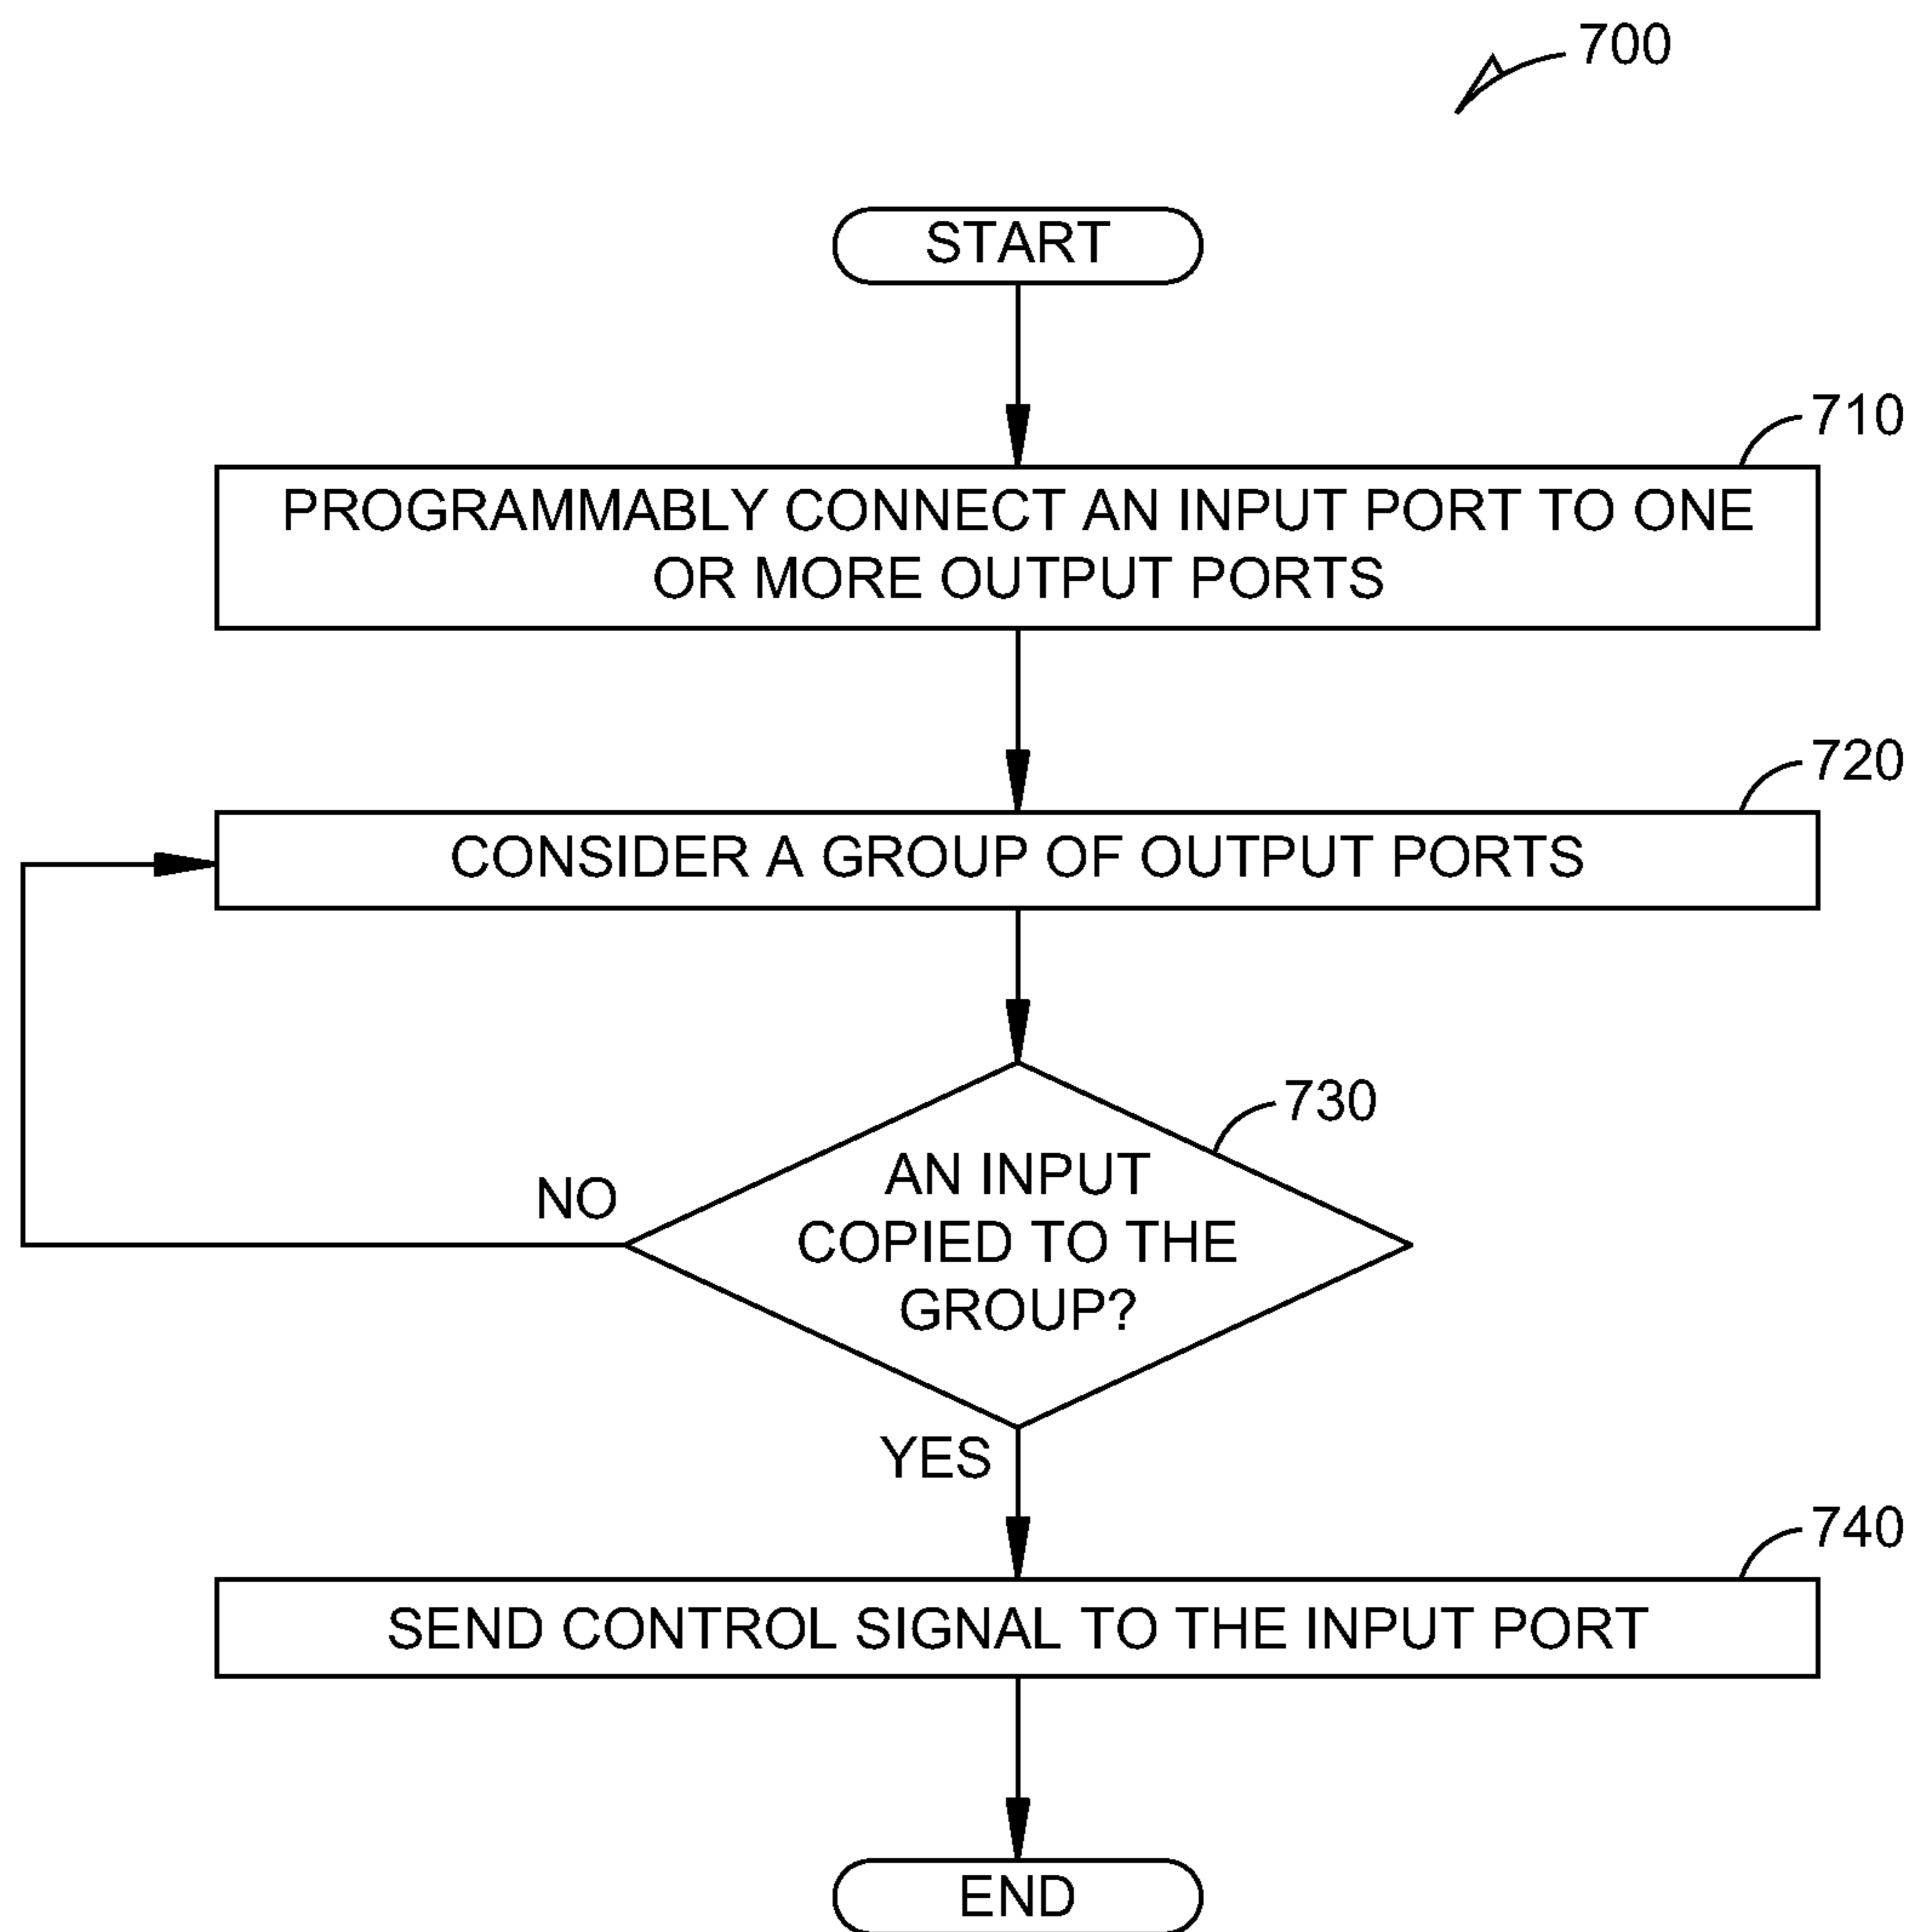 700
START
710
PROGRAMMABLY CONNECT AN INPUT PORT TO ONE
OR MORE OUTPUT PORTS
720
CONSIDER A GROUP OF OUTPUT PORTS
730
AN INPUT
COPIED TO THE
GROUP?
NO
YES
740
SEND CONTROL SIGNAL TO THE INPUT PORT
END